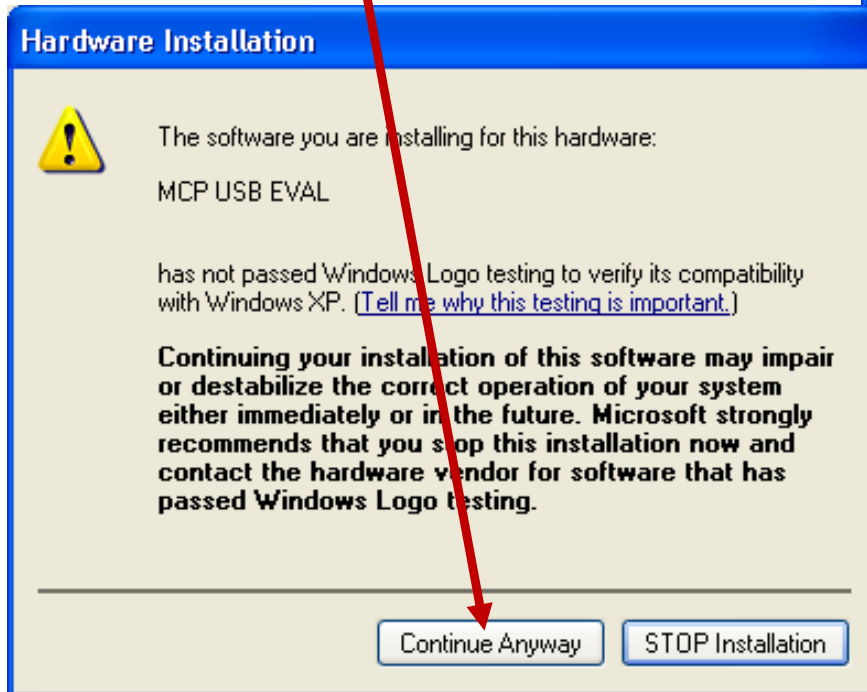 Hardware Installation
The software you are installing for this hardware:
MCP USB EVAL
has not passed Windows Logo testing to verify its compatibility
with Windows XP. (Tell me why this testing is important.)
Continuing your installation of this software may impair
or destabilize the correct operation of your system
either immediately or in the future. Microsoft strongly
recommends that you stop this installation now and
contact the hardware vendor for software that has
passed Windows Logo testing.
Continue Anyway
STOP Installation